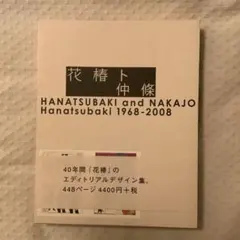 花椿ト
仲條
HANATSUBAKI and NAKAJO
Hanatsubaki 1968-2008
40年間『花椿』の
エディトリアルデザイン集。
448ページ 4400円+税